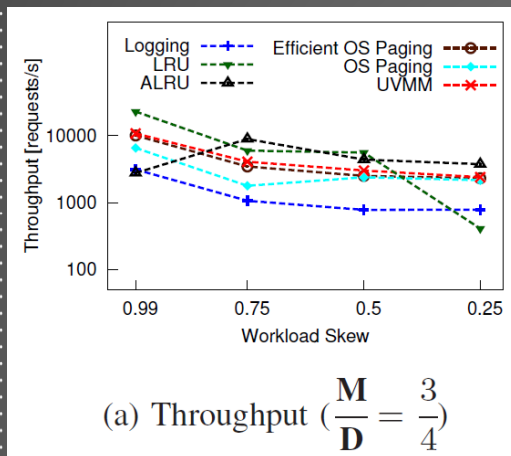 Logging
LRU
ALRU
Efficient OS Paging
OS Paging
UVMM
Throughput [requests/s]
10000
1000
100
0.99 0.75 0.5 0.25
Workload Skew
(a) Throughput (M/D = 3/4)